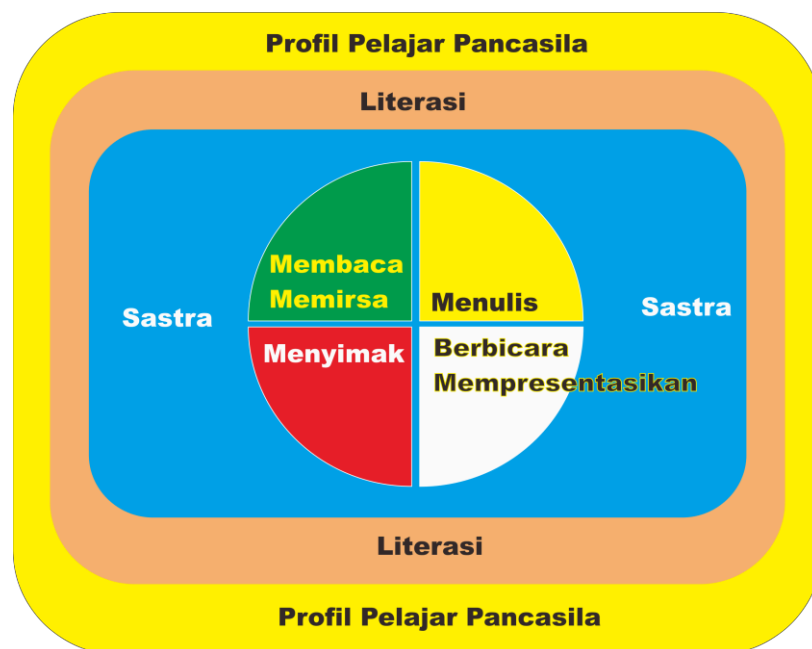 Profil Pelajar Pancasila
Literasi
Membaca
Memirsa
Menulis
Sastra
Sastra
Menyimak
Berbicara
Mempresentasikan
Literasi
Profil Pelajar Pancasila